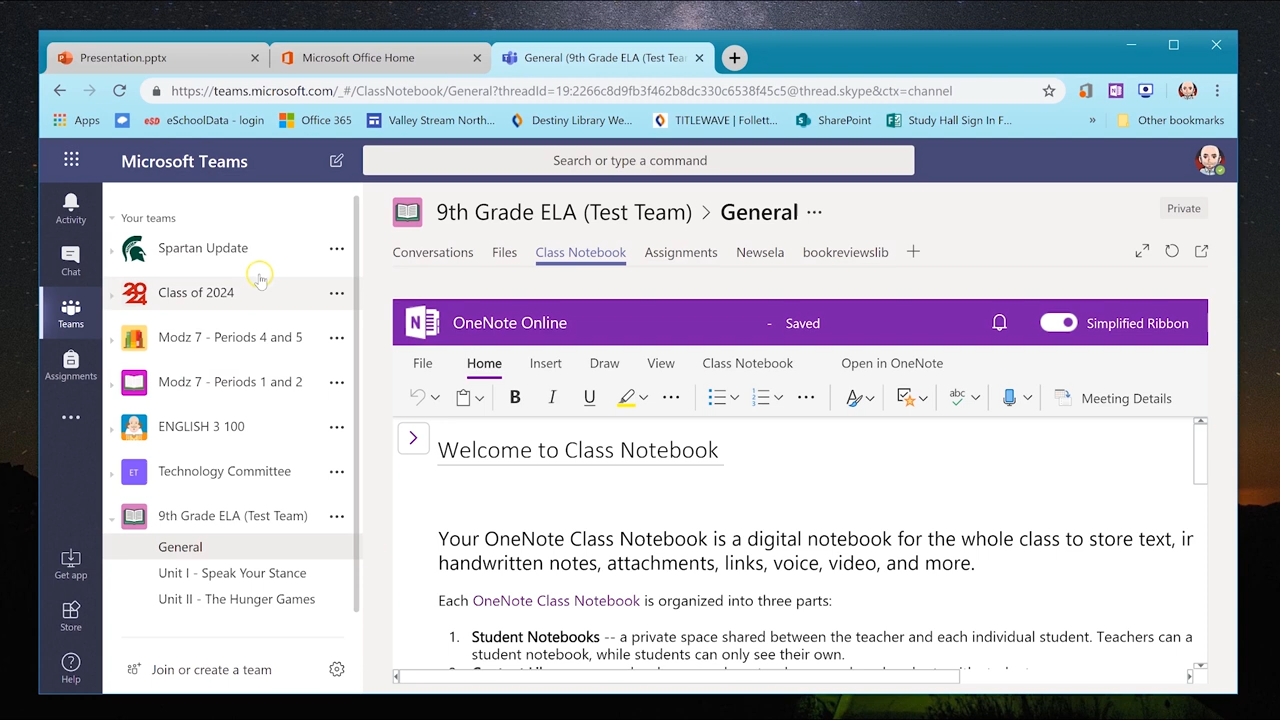 Presentation.pptx
Microsoft Office Home
General (9th Grade ELA (Test Tea
https://teams.microsoft.com/_#/ClassNotebook/General?threadId=19:2266c8d9fb3f462b8dc330c6538f45c5@thread.skype&ctx=channel
Apps
esD eSchoolData - login
Office 365
Valley Stream North...
Destiny Library We...
TITLEWAVE | Follett...
SharePoint
Study Hall Sign In F...
» Other bookmarks
Microsoft Teams
Search or type a command
Activity
Chat
Teams
Assignments
Get app
Store
Help
Your teams
Spartan Update
2024 Class of 2024
Modz 7 - Periods 4 and 5
Modz 7 - Periods 1 and 2
ENGLISH 3 100
ET Technology Committee
9th Grade ELA (Test Team)
General
Unit I - Speak Your Stance
Unit II - The Hunger Games
Join or create a team
9th Grade ELA (Test Team) > General ...
Private
Conversations Files Class Notebook Assignments Newsela bookreviewslib +
N OneNote Online - Saved Simplified Ribbon
File Home Insert Draw View Class Notebook Open in OneNote
B I U ... ... abc Meeting Details
Welcome to Class Notebook
Your OneNote Class Notebook is a digital notebook for the whole class to store text, ir
handwritten notes, attachments, links, voice, video, and more.
Each OneNote Class Notebook is organized into three parts:
1. Student Notebooks -- a private space shared between the teacher and each individual student. Teachers can a
student notebook, while students can only see their own.